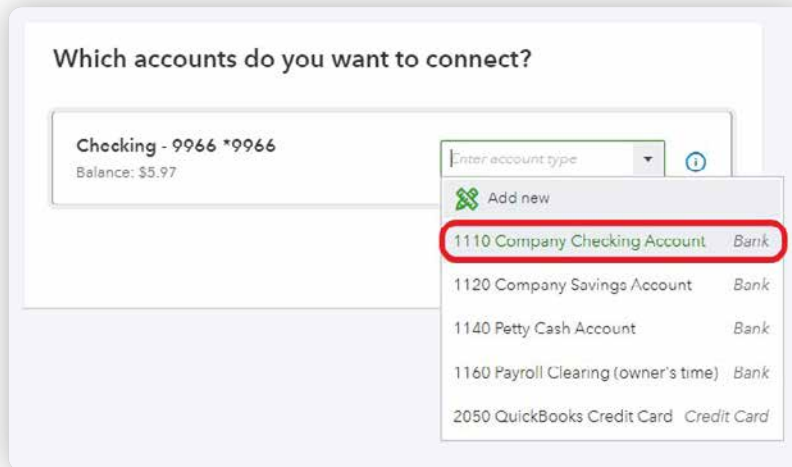 Which accounts do you want to connect?
Checking - 9966 *9966
Balance: $5.97
Enter account type
Add new
1110 Company Checking Account Bank
1120 Company Savings Account Bank
1140 Petty Cash Account Bank
1160 Payroll Clearing (owner's time) Bank
2050 QuickBooks Credit Card Credit Card